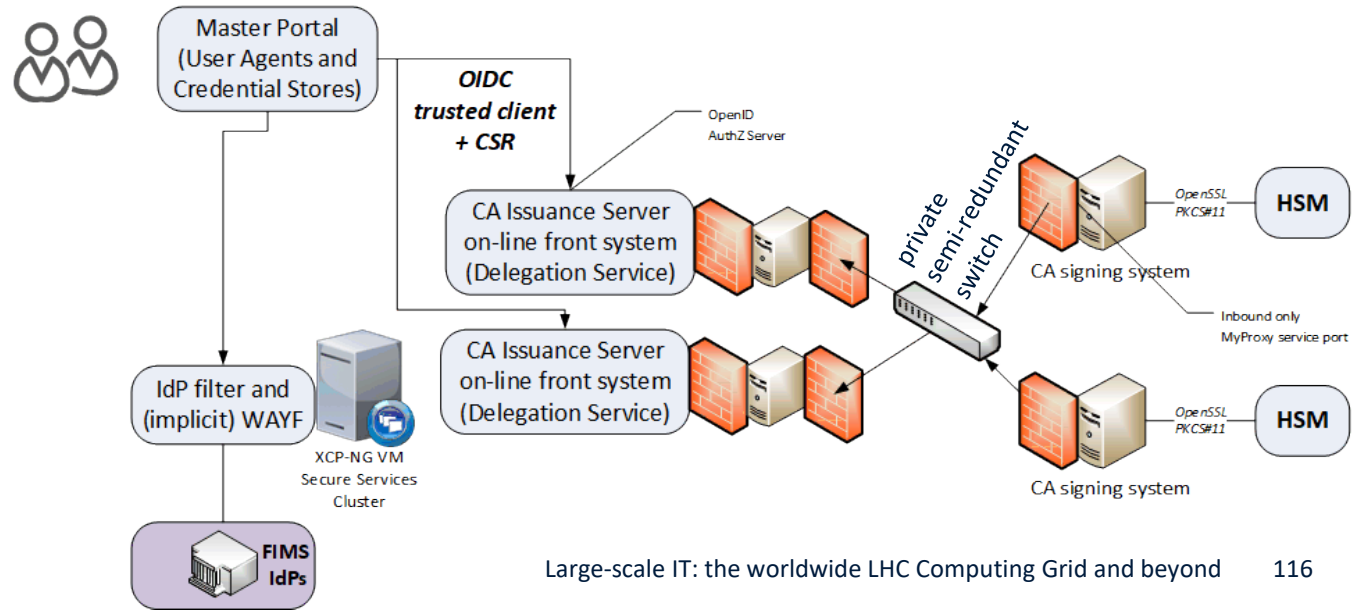 Master Portal
(User Agents and
Credential Stores)
OIDC
trusted client
+ CSR
OpenID
AuthZ Server
CA Issuance Server
on-line front system
(Delegation Service)
private
semi-redundant
switch
OpenSSL
PKCS#11
HSM
CA signing system
Inbound only
MyProxy service port
CA Issuance Server
on-line front system
(Delegation Service)
IdP filter and
(implicit) WAYF
XCP-NG VM
Secure Services
Cluster
OpenSSL
PKCS#11
HSM
CA signing system
FIMS
IdPs
Large-scale IT: the worldwide LHC Computing Grid and beyond 116